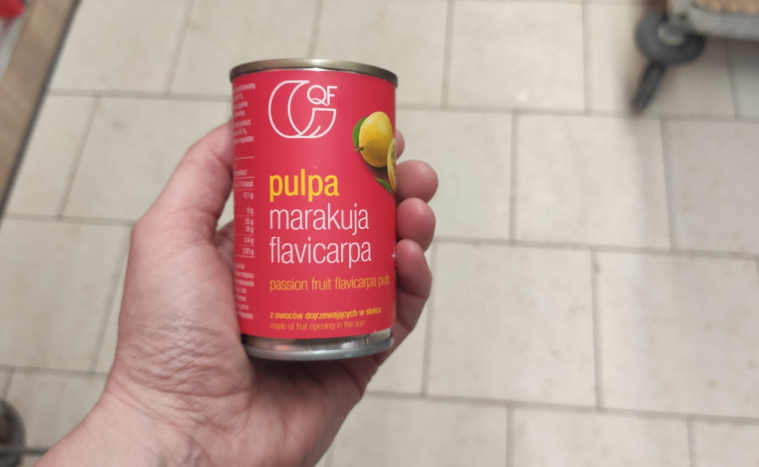 QF
pulpa
marakuja
flavicarpa
passion fruit flavicarpa pulp
z owoców dojrzewających w słońcu
made of fruit ripening in the sun